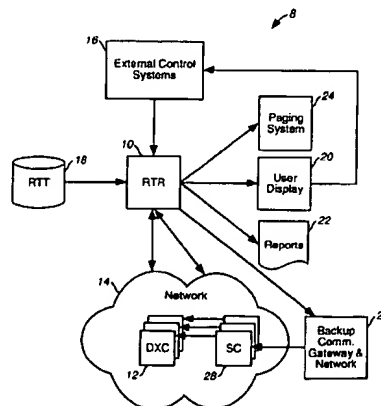 8
16
External Control
Systems
24
Paging
System
18
RTT
10
RTR
20
User
Display
22
Reports
14
Network
DXC
12
SC
28
2
Backup
Comm.
Gateway &
Network